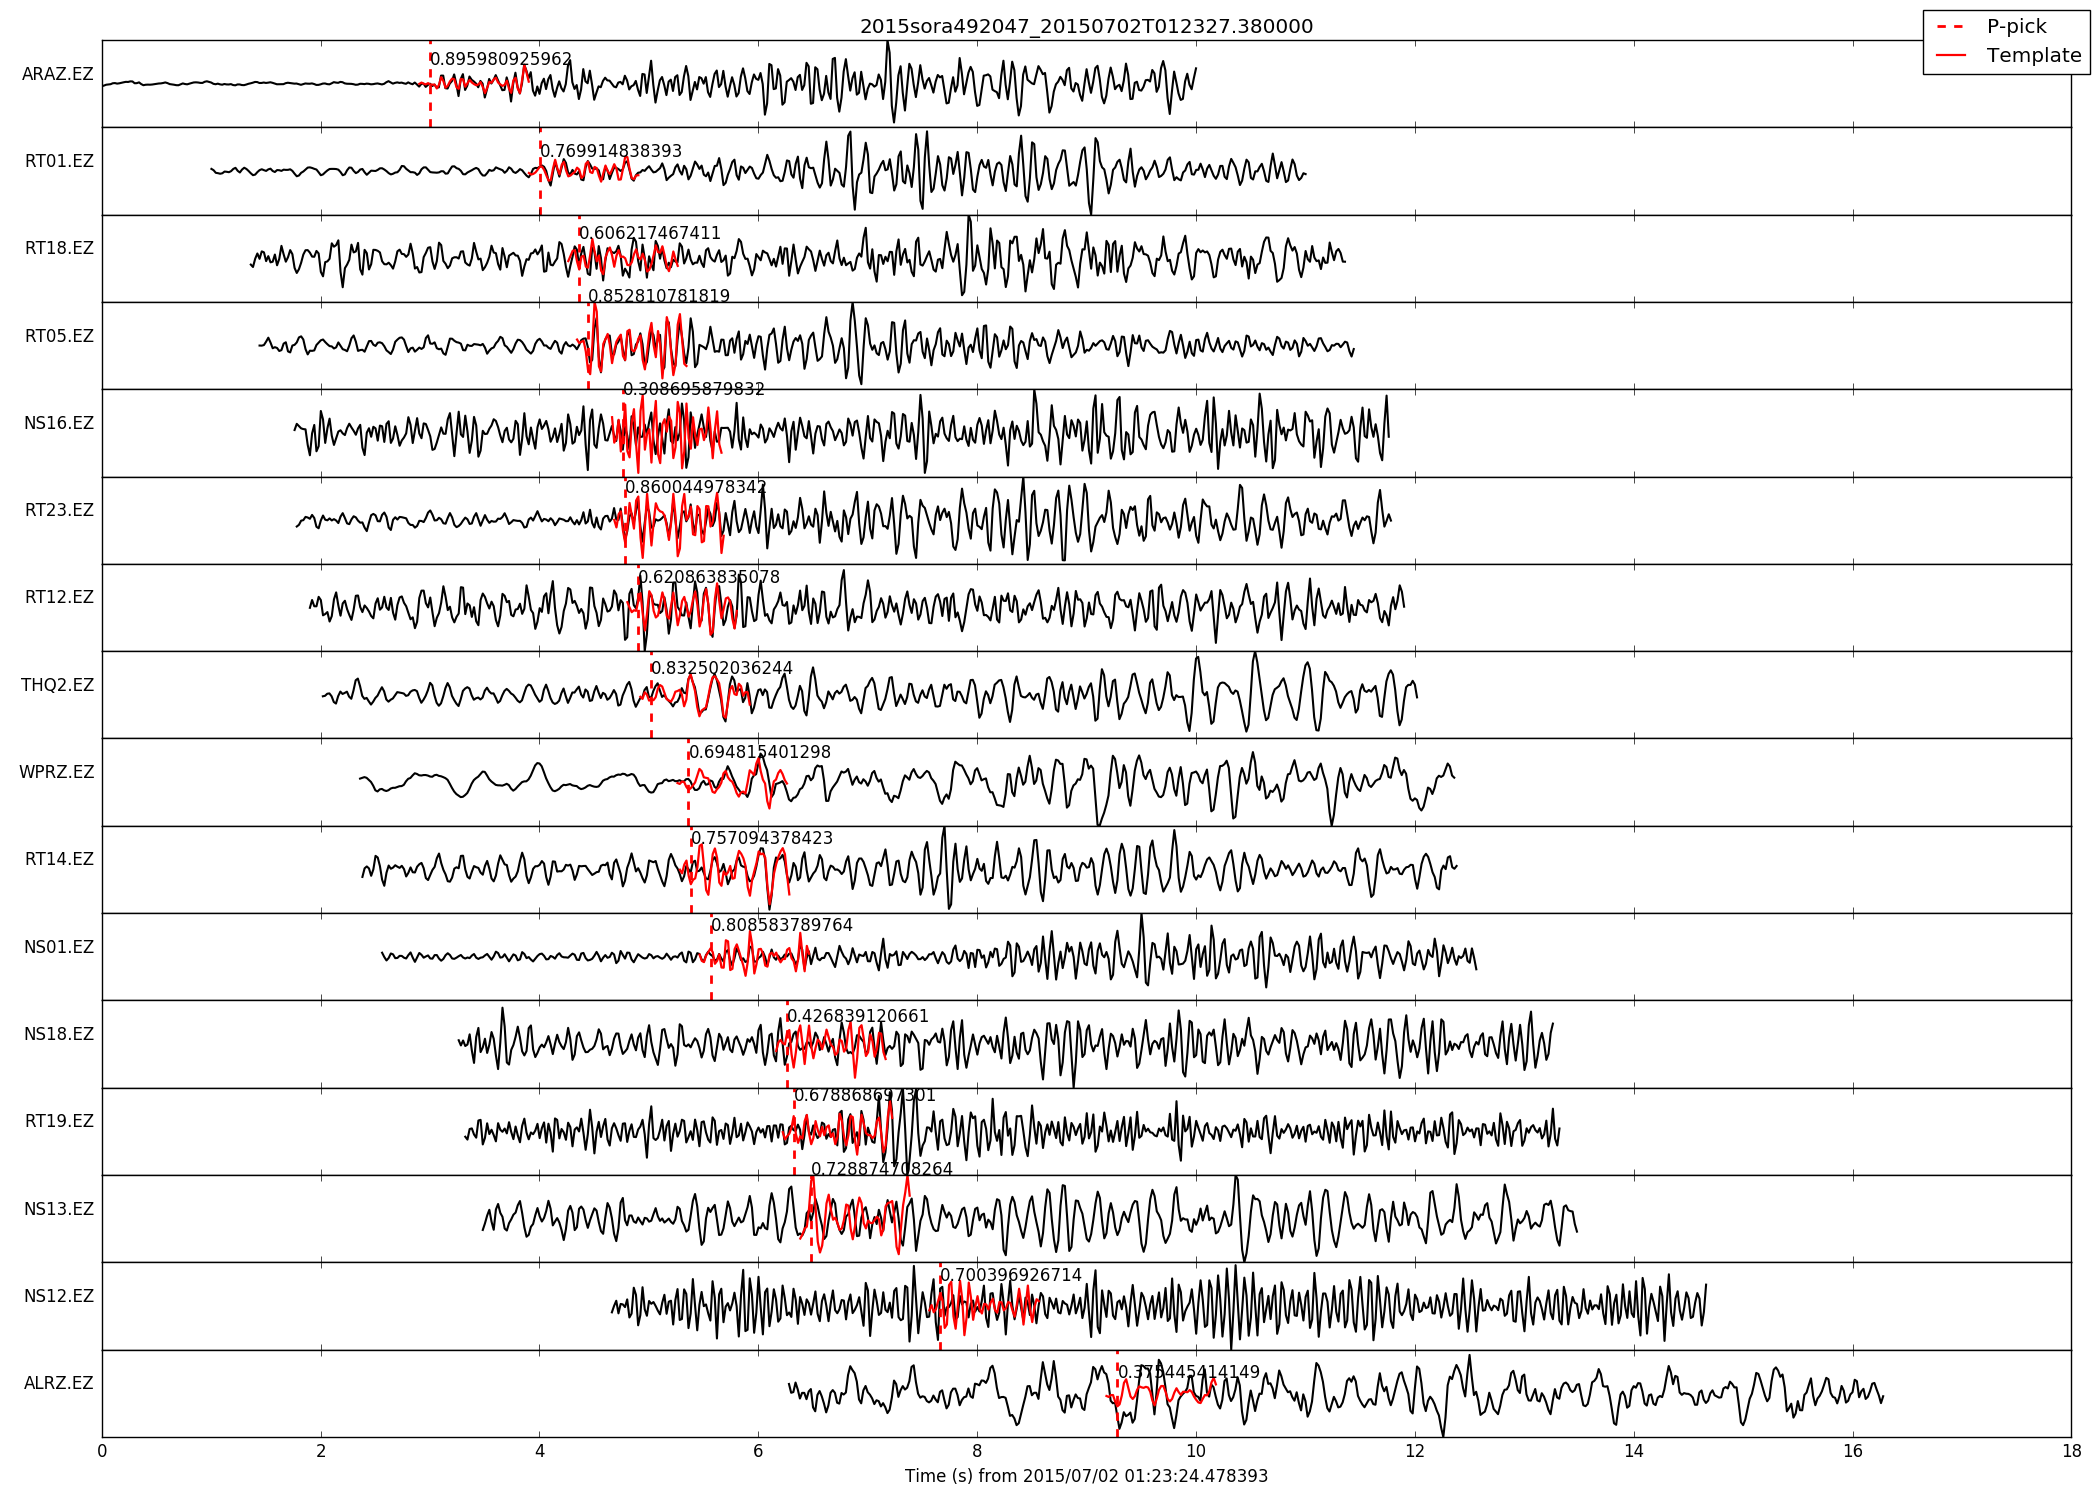 2015sora492047_20150702T012327.380000
P-pick
Template
ARAZ.EZ
0.895980925962
RT01.EZ
0.769914838393
RT18.EZ
0.606217467411
RT05.EZ
0.852810781819
NS16.EZ
0.308695879832
RT23.EZ
0.860044978342
RT12.EZ
0.620863835078
THQ2.EZ
0.832502036244
WPRZ.EZ
0.694815401298
RT14.EZ
0.757094378423
NS01.EZ
0.808583789764
NS18.EZ
0.426839120661
RT19.EZ
0.678868697301
NS13.EZ
0.728874708264
NS12.EZ
0.700396926714
ALRZ.EZ
0.375445414149
0 2 4 6 8 10 12 14 16 18
Time (s) from 2015/07/02 01:23:24.478393